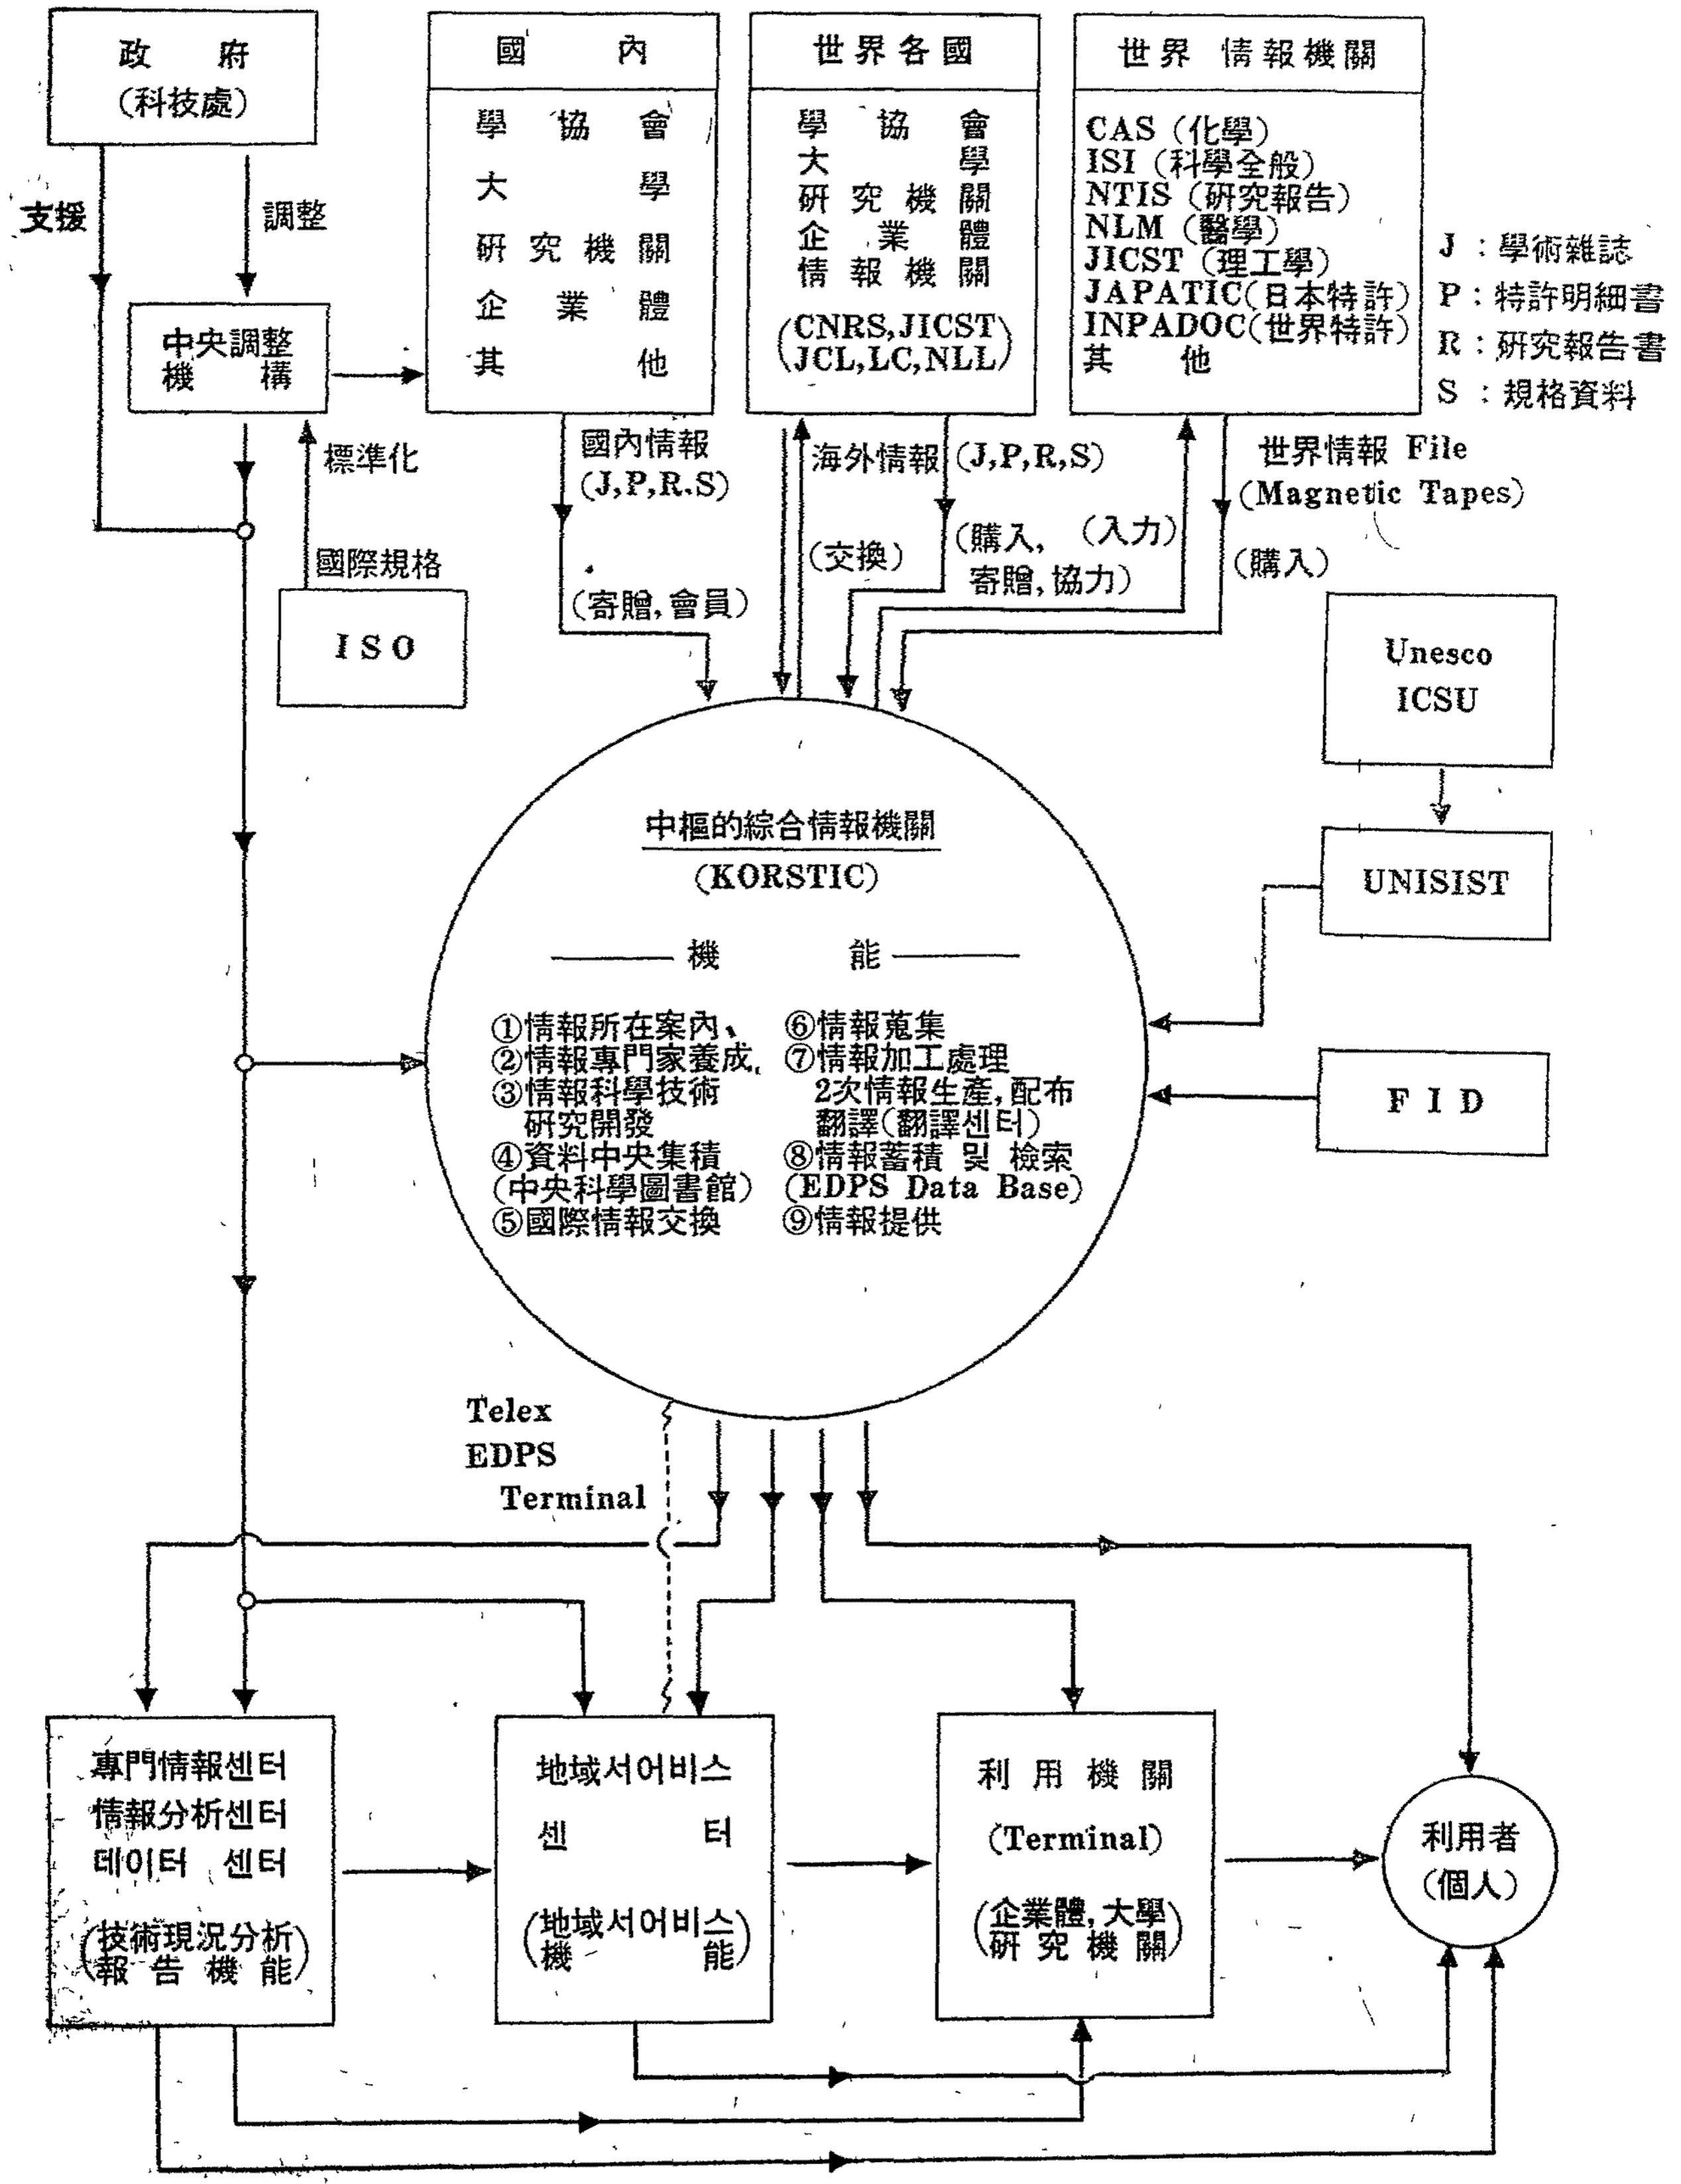 政 府
(科技處)
支援
調整
中央調整
機 構
標準化
國際規格
I S O
國 內
學 協 會
大 學
硏 究 機 關
企 業 體
其 他
國內情報
(J,P,R.S)
(寄贈, 會員)
世 界 各 國
學 協 會
大 學
硏 究 機 關
企 業 體
情 報 機 關
(CNRS, JICST
JCL, LC, NLL)
海外情報 (J,P,R,S)
(交換)
(購入,
寄贈, 協力)
世 界 情 報 機 關
CAS (化學)
ISI (科學全般)
NTIS (硏究報告)
NLM (醫學)
JICST (理工學)
JAPATIC(日本特許)
INPADOC(世界特許)
其 他
(入力)
世界情報 File
(Magnetic Tapes)
(購入)
J : 學術雜誌
P : 特許明細書
R : 硏究報告書
S : 規格資料
Unesco
ICSU
UNISIST
F I D
中樞的綜合情報機關
(KORSTIC)
機 能
①情報所在案內、
②情報專門家養成,
③情報科學技術
硏究開發
④資料中央集積
(中央科學圖書館)
⑤國際情報交換
⑥情報蒐集
⑦情報加工處理
2次情報生產, 配布
翻譯(翻譯센터)
⑧情報蓄積 및 檢索
(EDPS Data Base)
⑨情報提供
Telex
EDPS
Terminal
專門情報센터
情報分析센터
데이터 센터
(技術現況分析
報 告 機 能)
地域서어비스
센 터
(地域서어비스
機 能)
利 用 機 關
(Terminal)
(企業體, 大學
硏 究 機 關)
利用者
(個人)